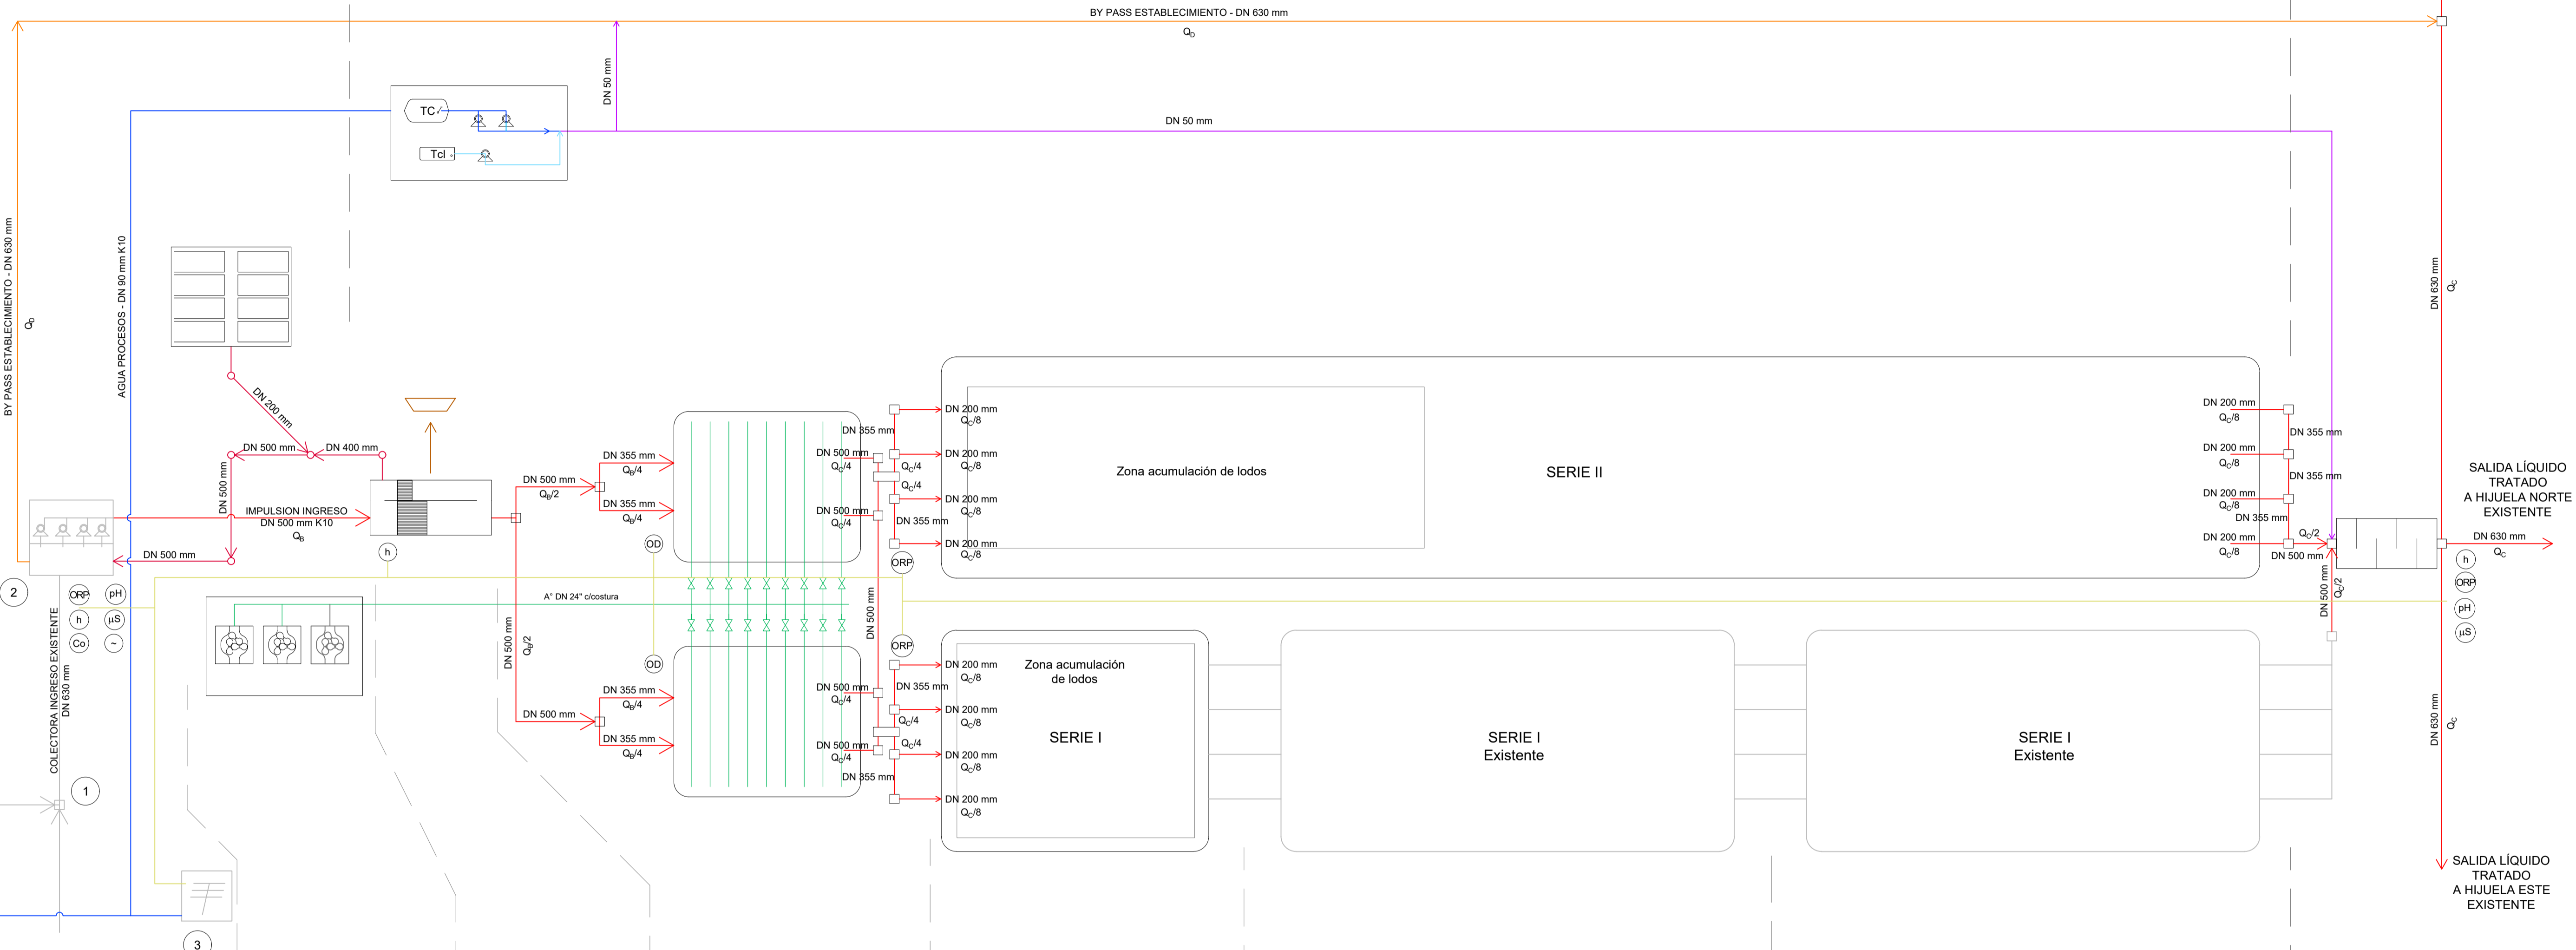 BY PASS ESTABLECIMIENTO - DN 630 mm
QD
BY PASS ESTABLECIMIENTO - DN 630 mm
QD
AGUA PROCESOS - DN 90 mm K10
TC
Tcl
DN 50 mm
DN 50 mm
DN 200 mm
DN 500 mm
DN 400 mm
DN 500 mm
IMPULSION INGRESO
DN 500 mm K10
QB
DN 500 mm
h
2
ORP
pH
h
µS
Co
~
COLECTORA INGRESO EXISTENTE
DN 630 mm
1
3
A° DN 24" c/costura
DN 500 mm
QB/2
DN 500 mm
QB/2
DN 500 mm
DN 355 mm
QB/4
DN 355 mm
QB/4
OD
OD
DN 355 mm
QB/4
DN 355 mm
QB/4
DN 500 mm
QC/4
DN 500 mm
QC/4
DN 500 mm
DN 500 mm
QC/4
DN 500 mm
QC/4
DN 355 mm
QC/4
QC/4
DN 355 mm
ORP
ORP
DN 355 mm
QC/4
QC/4
DN 355 mm
DN 200 mm
QC/8
DN 200 mm
QC/8
DN 200 mm
QC/8
DN 200 mm
QC/8
Zona acumulación de lodos
SERIE II
DN 200 mm
QC/8
DN 200 mm
QC/8
DN 200 mm
QC/8
DN 200 mm
QC/8
Zona acumulación
de lodos
SERIE I
SERIE I
Existente
SERIE I
Existente
DN 200 mm
QC/8
DN 200 mm
QC/8
DN 200 mm
QC/8
DN 200 mm
QC/8
DN 355 mm
DN 355 mm
DN 355 mm
QC/2
DN 500 mm
DN 500 mm
QC/2
DN 630 mm
QC
SALIDA LÍQUIDO
TRATADO
A HIJUELA NORTE
EXISTENTE
DN 630 mm
QC
h
ORP
pH
µS
DN 630 mm
QC
SALIDA LÍQUIDO
TRATADO
A HIJUELA ESTE
EXISTENTE